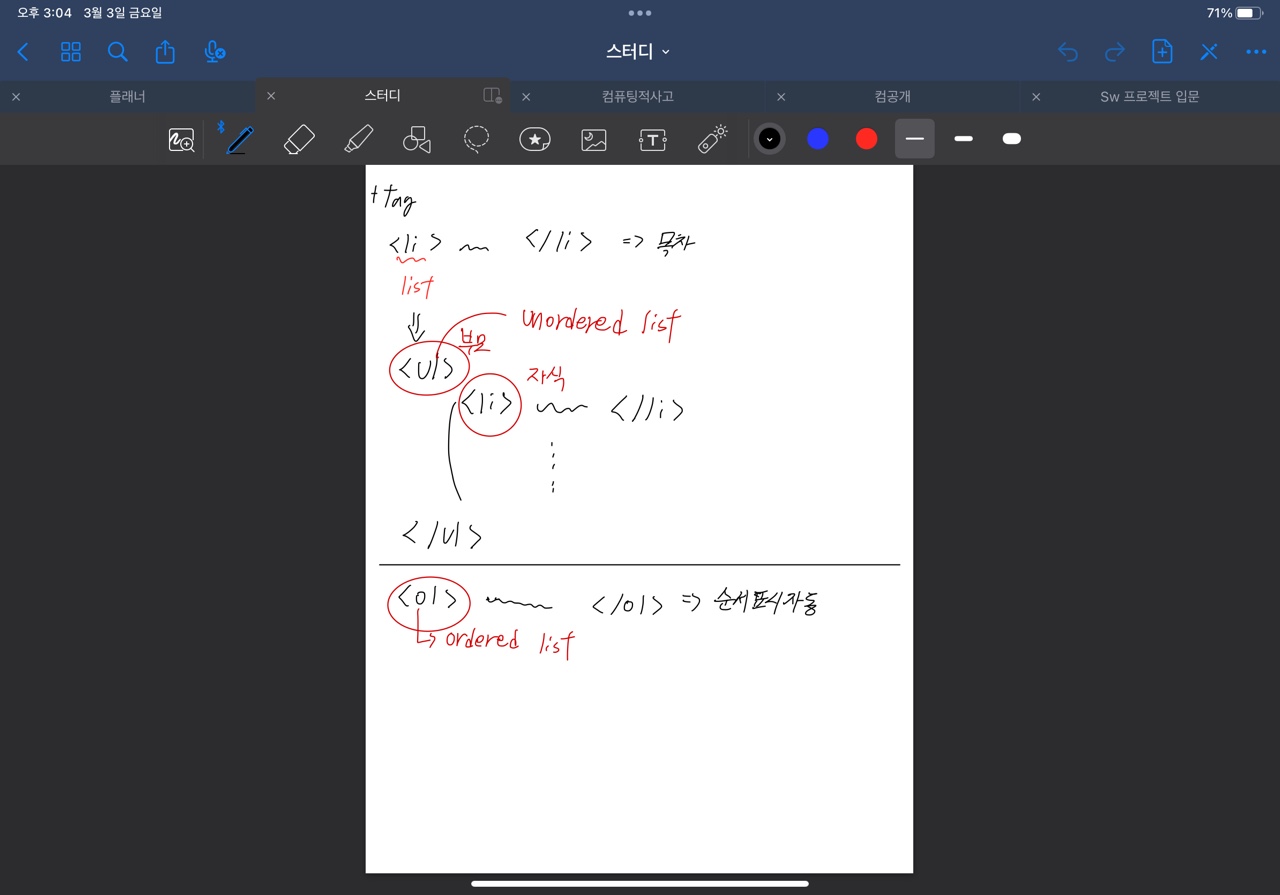 오후 3:04 3월 3일 금요일
71%
스터디
플래너
스터디
컴퓨팅적사고
컴공개
Sw 프로젝트 입문
T
+ tag
<li> </li> => 목차
list
unordered list
부모
<ul>
자식
<li> </li>
</ul>
<ol> </ol> => 순서표시자동
ordered list